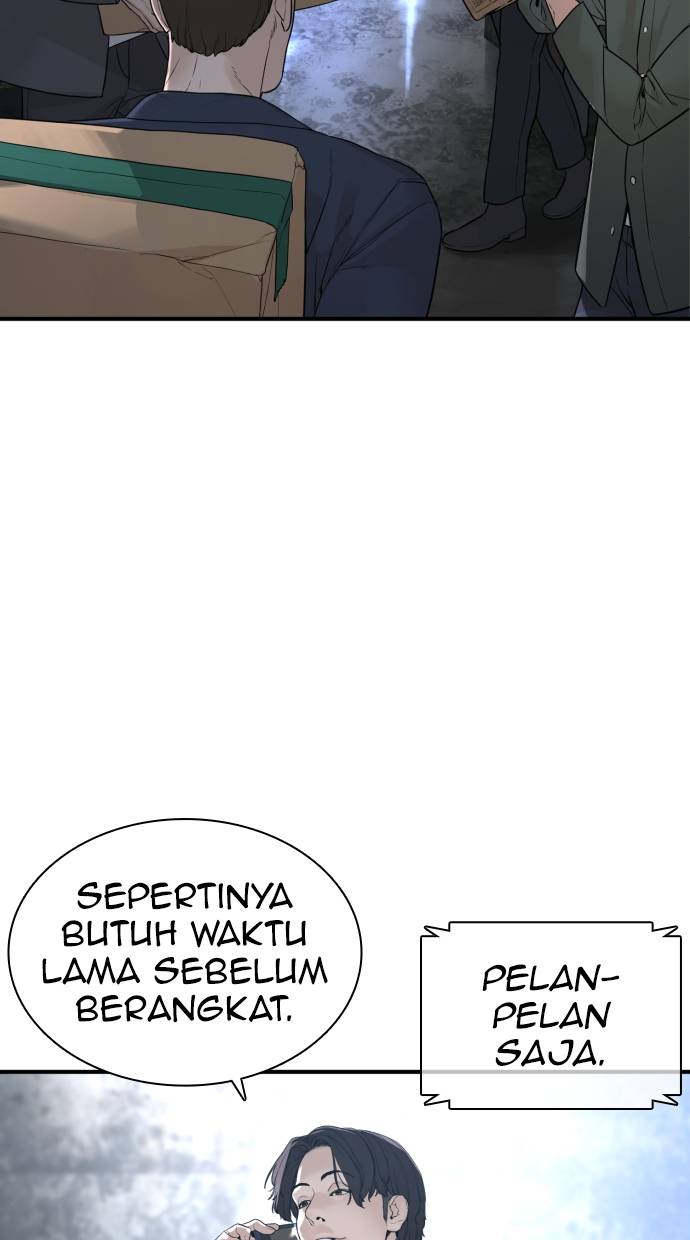 SEPERTINYA
BUTUH WAKTU
LAMA SEBELUM
BERANGKAT.
PELAN-
PELAN
SAJA.